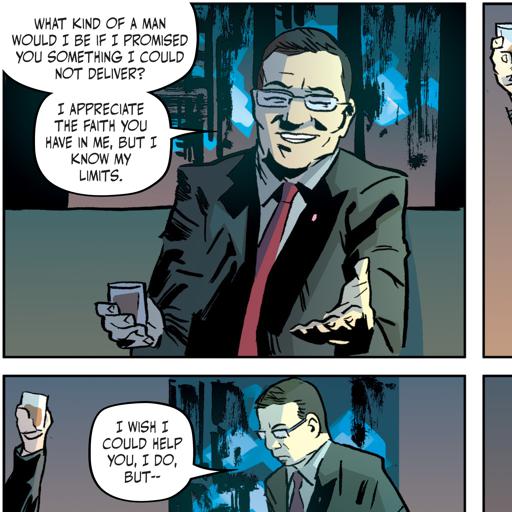 WHAT KIND OF A MAN
WOULD I BE IF I PROMISED
YOU SOMETHING I COULD
NOT DELIVER?
I APPRECIATE
THE FAITH YOU
HAVE IN ME, BUT I
KNOW MY
LIMITS.
I WISH I
COULD HELP
YOU, I DO,
BUT--